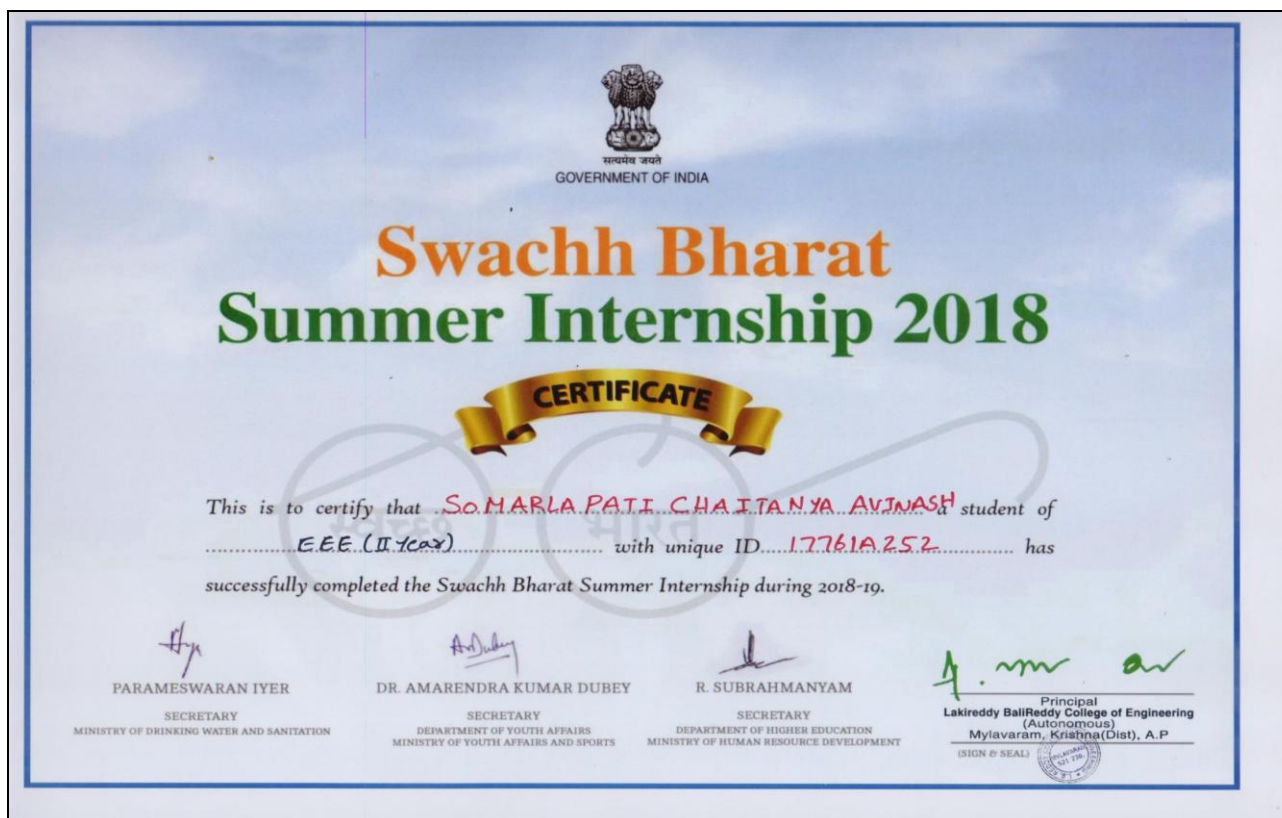 सत्यमेव जयते
GOVERNMENT OF INDIA
Swachh Bharat
Summer Internship 2018
CERTIFICATE
स्वच्छ भारत
This is to certify that SOMARLAPATI CHAITANYA AVINASH a student of
EEE (II Year) with unique ID 17761A252 has
successfully completed the Swachh Bharat Summer Internship during 2018-19.
PARAMESWARAN IYER
SECRETARY
MINISTRY OF DRINKING WATER AND SANITATION
DR. AMARENDRA KUMAR DUBEY
SECRETARY
DEPARTMENT OF YOUTH AFFAIRS
MINISTRY OF YOUTH AFFAIRS AND SPORTS
R. SUBRAHMANYAM
SECRETARY
DEPARTMENT OF HIGHER EDUCATION
MINISTRY OF HUMAN RESOURCE DEVELOPMENT
Principal
Lakireddy BaliReddy College of Engineering
(Autonomous)
Mylavaram, Krishna(Dist), A.P
(SIGN & SEAL)